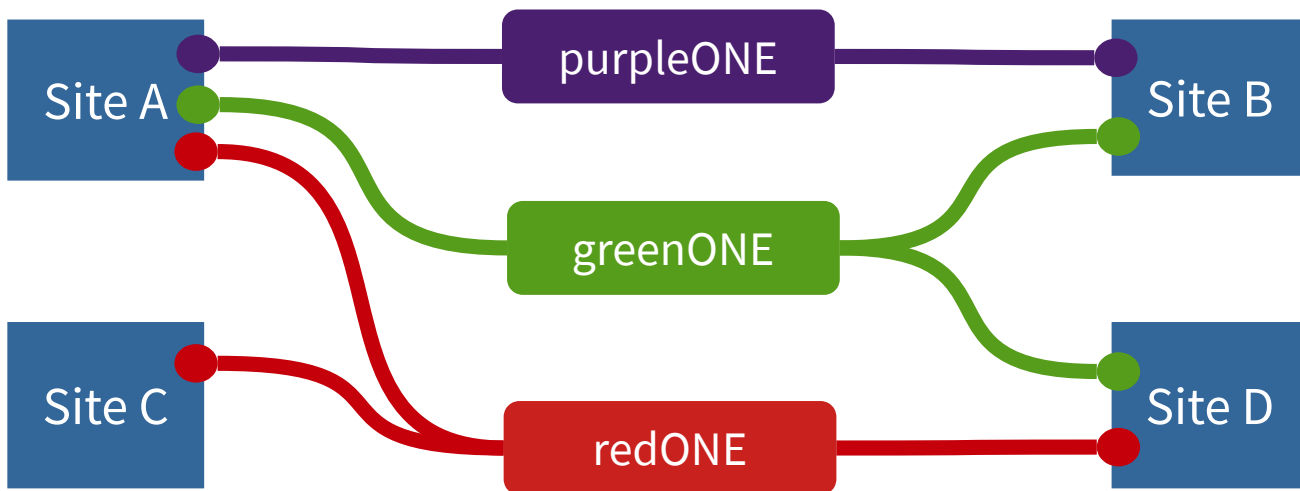 purpleONE
Site A
Site B
greenONE
Site C
Site D
redONE